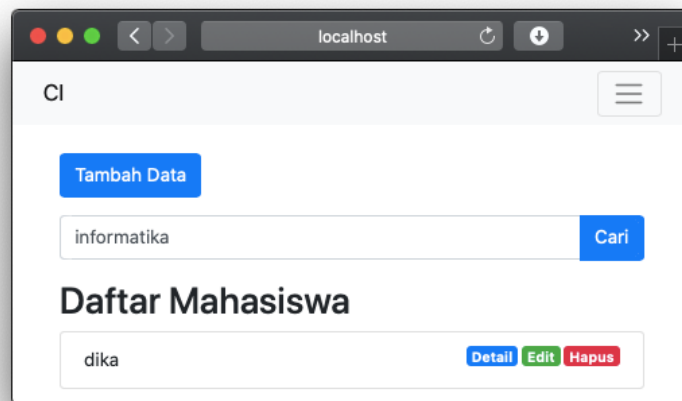 localhost
CI
Tambah Data
informatika Cari
Daftar Mahasiswa
dika Detail Edit Hapus